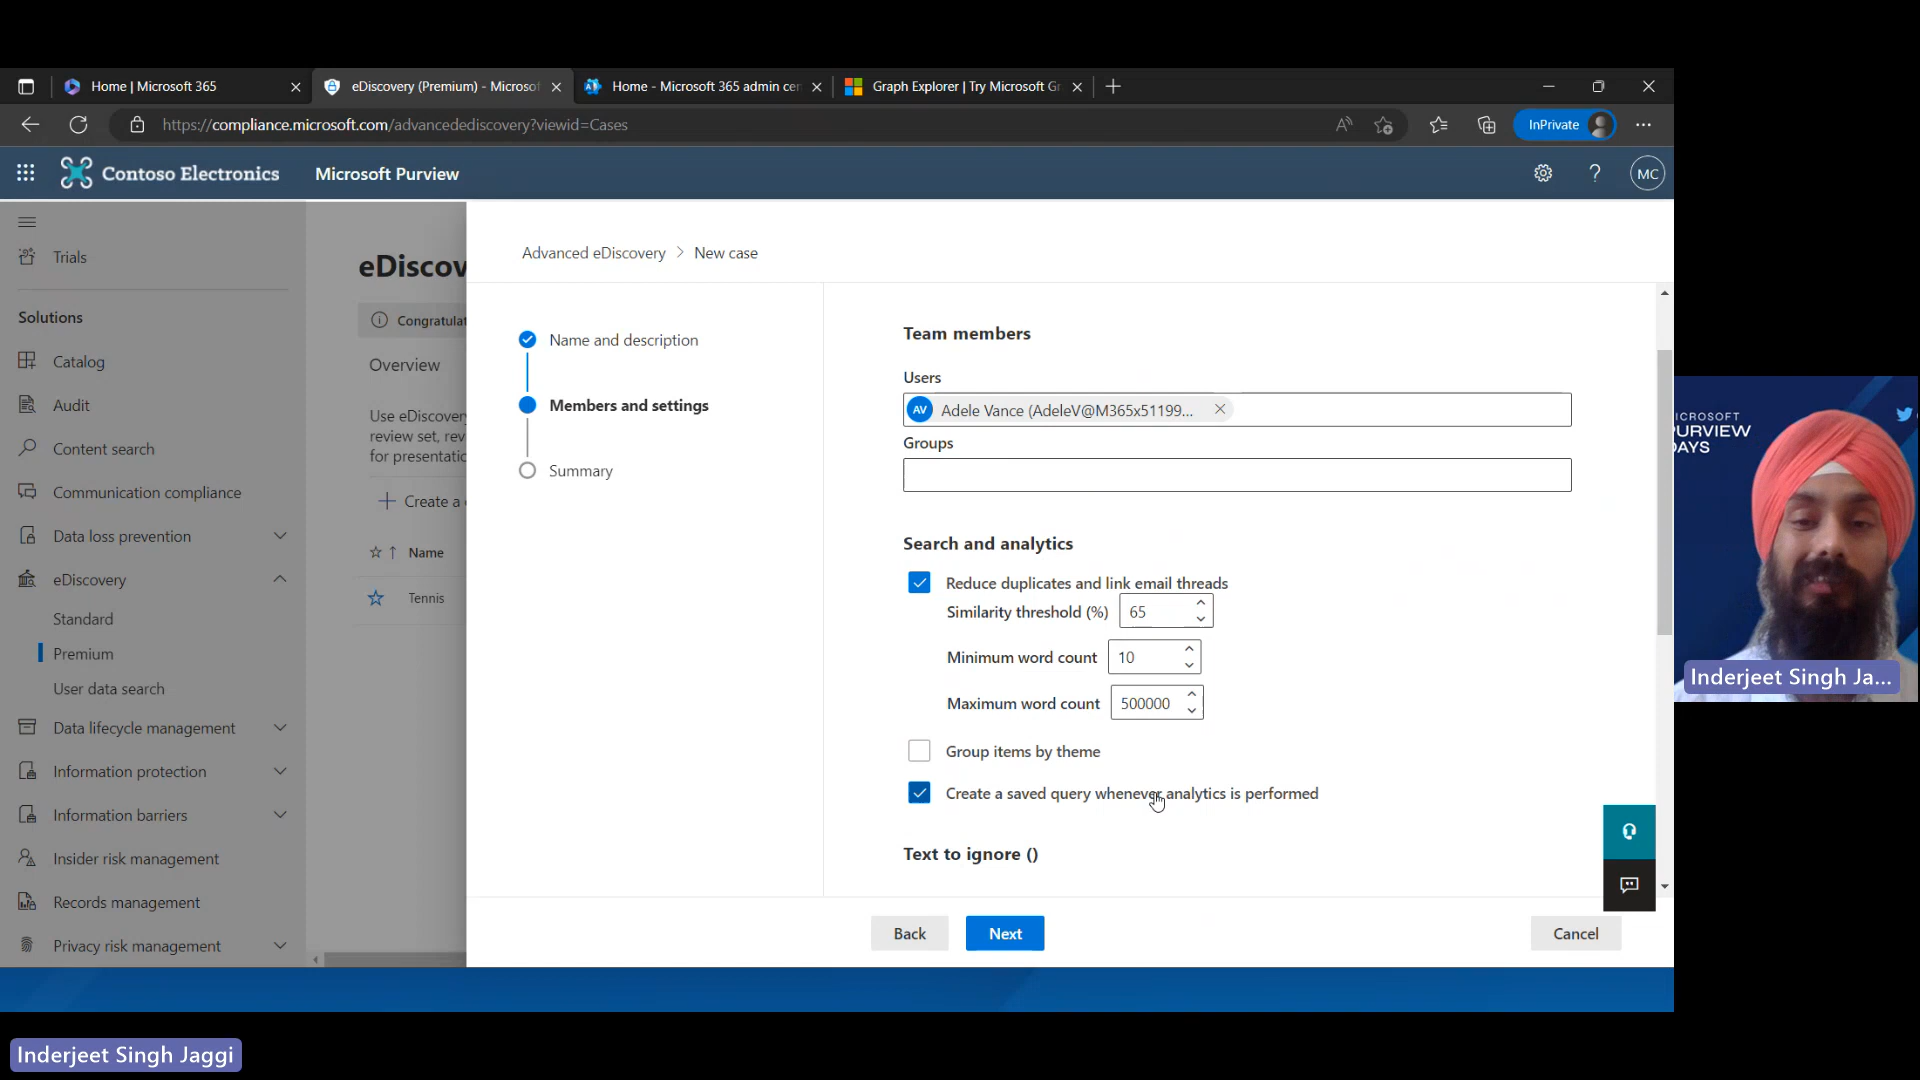 Home | Microsoft 365
eDiscovery (Premium) - Microsof
Home - Microsoft 365 admin cen
Graph Explorer | Try Microsoft Gr
https://compliance.microsoft.com/advancedediscovery?viewid=Cases
InPrivate
Contoso Electronics
Microsoft Purview
MC
Trials
Solutions
Catalog
Audit
Content search
Communication compliance
Data loss prevention
eDiscovery
Standard
Premium
User data search
Data lifecycle management
Information protection
Information barriers
Insider risk management
Records management
Privacy risk management
eDiscov
Congratulat
Overview
Use eDiscovery
review set, rev
for presentatic
Create a c
Name
Tennis
Advanced eDiscovery > New case
Name and description
Members and settings
Summary
Team members
Users
AV Adele Vance (AdeleV@M365x51199...
Groups
Search and analytics
Reduce duplicates and link email threads
Similarity threshold (%) 65
Minimum word count 10
Maximum word count 500000
Group items by theme
Create a saved query whenever analytics is performed
Text to ignore ()
Back
Next
Cancel
ICROSOFT
URVIEW
AYS
Inderjeet Singh Ja...
Inderjeet Singh Jaggi